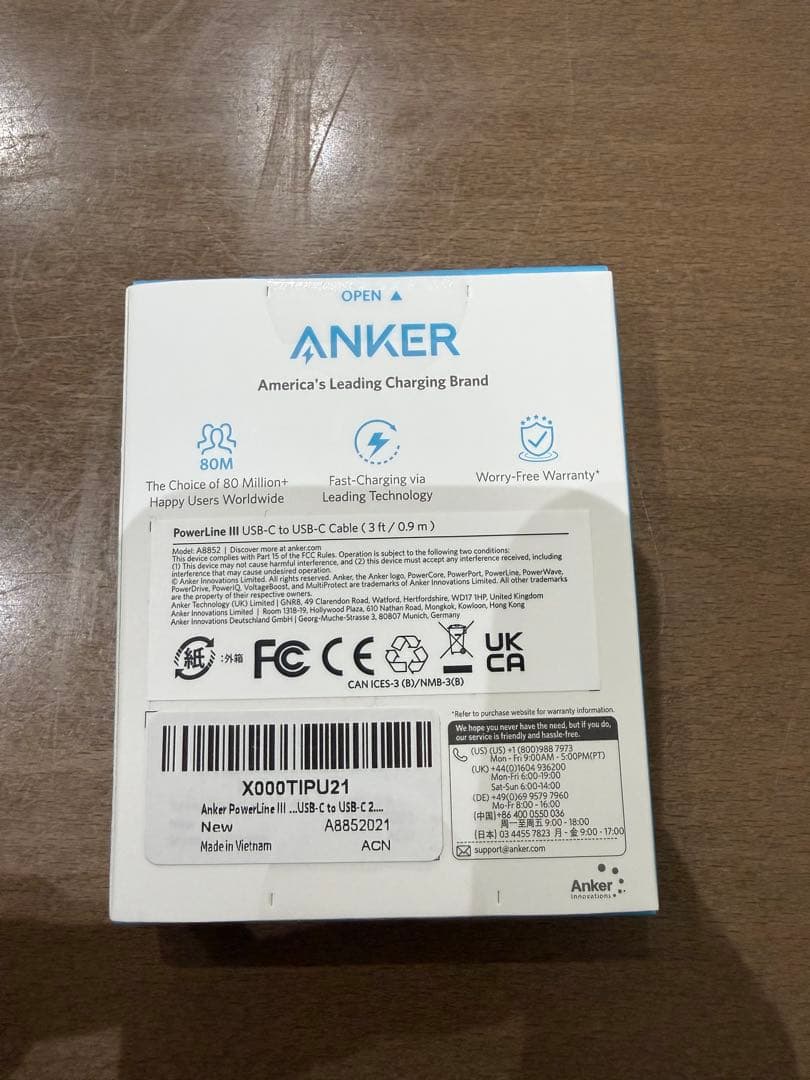 OPEN ▲
ANKER
America's Leading Charging Brand
80M
The Choice of 80 Million+
Happy Users Worldwide
Fast-Charging via
Leading Technology
Worry-Free Warranty*
PowerLine III USB-C to USB-C Cable ( 3 ft / 0.9 m )
Model: A8852 | Discover more at anker.com
This device complies with Part 15 of the FCC Rules. Operation is subject to the following two conditions:
(1) This device may not cause harmful interference, and (2) this device must accept any interference received, including
interference that may cause undesired operation.
© Anker Innovations Limited. All rights reserved. Anker, the Anker logo, PowerCore, PowerPort, PowerLine, PowerWave,
PowerDrive, PowerIQ, VoltageBoost, and MultiProtect are trademarks of Anker Innovations Limited. All other trademarks
are the property of their respective owners.
Anker Technology (UK) Limited | GNR8, 49 Clarendon Road, Watford, Hertfordshire, WD17 1HP, United Kingdom
Anker Innovations Limited | Room 1318-19, Hollywood Plaza, 610 Nathan Road, Mongkok, Kowloon, Hong Kong
Anker Innovations Deutschland GmbH | Georg-Muche-Strasse 3, 80807 Munich, Germany
紙 :外箱 FC CE UK
CA
CAN ICES-3 (B)/NMB-3(B)
X000TIPU21
Anker PowerLine III ...USB-C to USB-C 2....
New A8852021
Made in Vietnam ACN
*Refer to purchase website for warranty information.
We hope you never have the need, but if you do,
our service is friendly and hassle-free.
(US) (US) +1 (800)988 7973
Mon - Fri 9:00AM - 5:00PM(PT)
(UK) +44(0)1604 936200
Mon-Fri 6:00-19:00
Sat-Sun 6:00-14:00
(DE) +49(0)69 9579 7960
Mo-Fr 8:00 - 16:00
(中国)+86 400 0550 036
周一至周五 9:00 - 18:00
(日本) 03 4455 7823 月 - 金 9:00 - 17:00
support@anker.com
Anker
Innovations